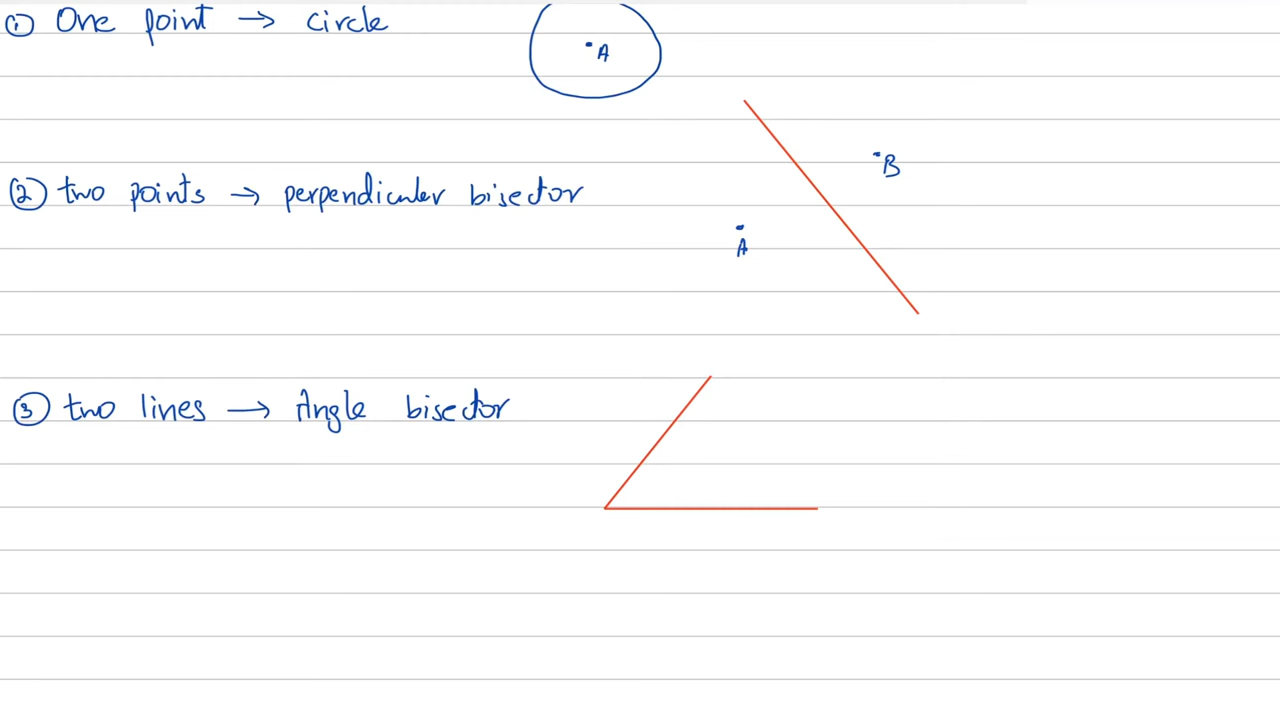 ① One point → circle
A
B
② two points → perpendicular bisector
A
③ two lines → Angle bisector